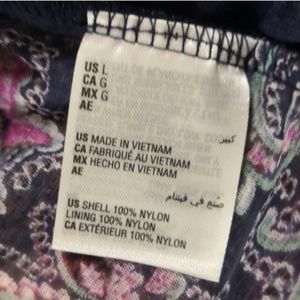 US L
CA G
MX G
AE كبير
US MADE IN VIETNAM
CA FABRIQUÉ AU VIETNAM
MX HECHO EN VIETNAM
AE صنع في فيتنام
US SHELL 100% NYLON
LINING 100% NYLON
CA EXTÉRIEUR 100% NYLON